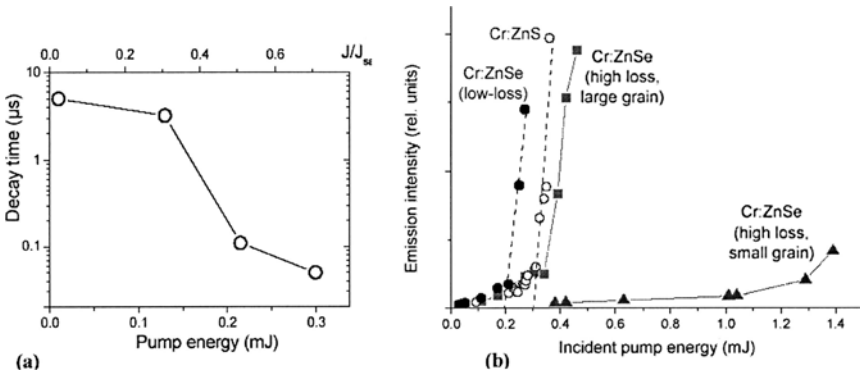 0.0 0.2 0.4 0.6 J/Jsat
10
1
0.1
Decay time (µs)
0.0 0.1 0.2 0.3
Pump energy (mJ)
(a)
Emission intensity (rel. units)
Cr:ZnS
Cr:ZnSe
(low-loss)
Cr:ZnSe
(high loss,
large grain)
Cr:ZnSe
(high loss,
small grain)
0.0 0.2 0.4 0.6 0.8 1.0 1.2 1.4
Incident pump energy (mJ)
(b)